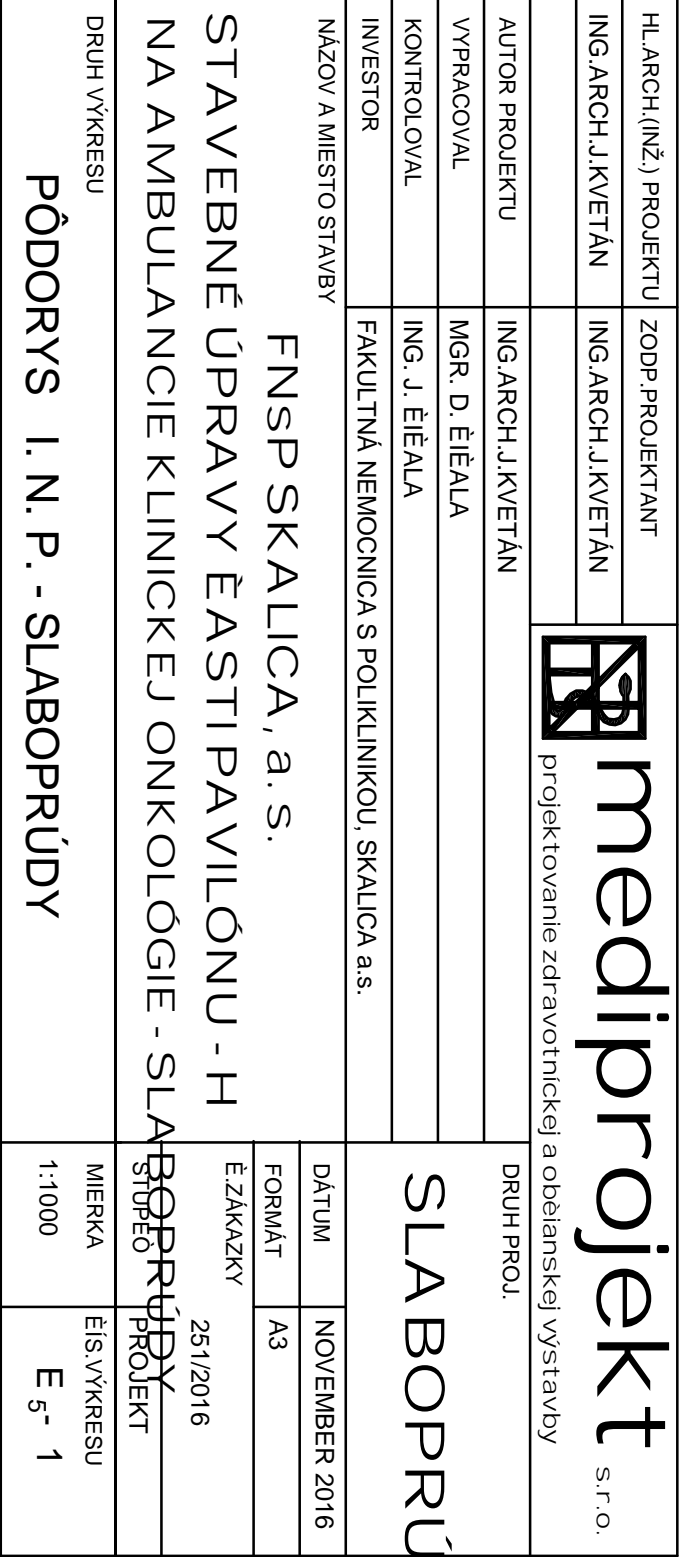 HL.ARCH.(INŽ.) PROJEKTU ZODP.PROJEKTANT
ING.ARCH.J.KVETÁN ING.ARCH.J.KVETÁN
mediprojekt s.r.o.
projektovanie zdravotníckej a obèianskej výstavby
AUTOR PROJEKTU ING.ARCH.J.KVETÁN
VYPRACOVAL MGR. D. ÈIÈALA
KONTROLOVAL ING. J. ÈIÈALA
INVESTOR FAKULTNÁ NEMOCNICA S POLIKLINIKOU, SKALICA a.s.
DRUH PROJ.
SLABOPRÚ
NÁZOV A MIESTO STAVBY
FNsP SKALICA, a.s.
STAVEBNÉ ÚPRAVY ÈASTI PAVILÓNU - H
NA AMBULANCIE KLINICKEJ ONKOLÓGIE - SLABOPRÚDY
DÁTUM NOVEMBER 2016
FORMÁT A3
È.ZÁKAZKY 251/2016
STUPEÒ PROJEKT
DRUH VÝKRESU
PÔDORYS I. N. P. - SLABOPRÚDY
MIERKA
1:1000
ÈÍS.VÝKRESU
E 5- 1